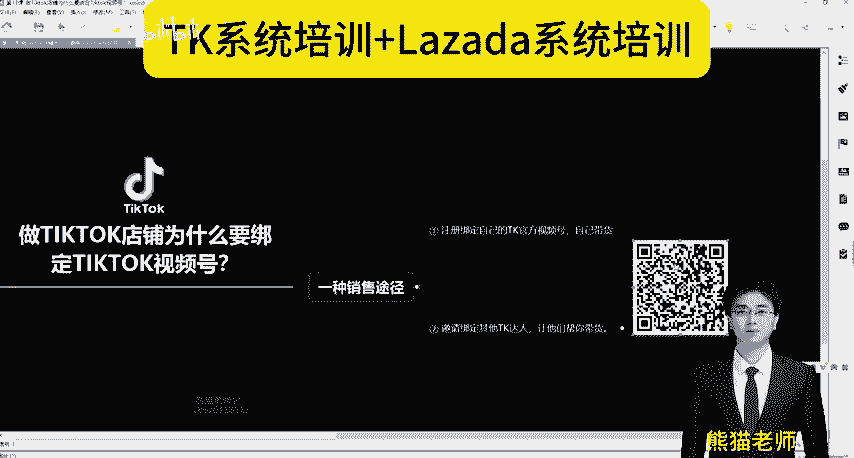 TK系统培训+Lazada系统培训
TikTok
做TIKTOK店铺为什么要绑
定TIKTOK视频号？
一种销售途径
① 注册绑定自己的TK官方视频号，自己带货
② 邀请绑定其他TK达人，让他们帮你带货。
熊猫老师